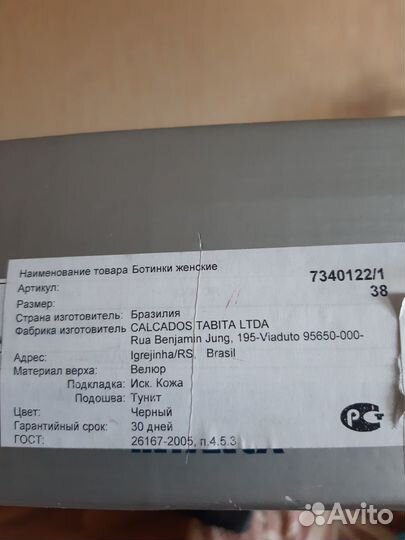 Наименование товара Ботинки женские
Артикул: 7340122/1
Размер: 38
Страна изготовитель: Бразилия
Фабрика изготовитель CALCADOS TABITA LTDA
Rua Benjamin Jung, 195-Viaduto 95650-000-
Адрес: Igrejinha/RS, Brasil
Материал верха: Велюр
Подкладка: Иск. Кожа
Подошва: Тунит
Цвет: Черный
Гарантийный срок: 30 дней
ГОСТ: 26167-2005, п.4.5.3
Avito